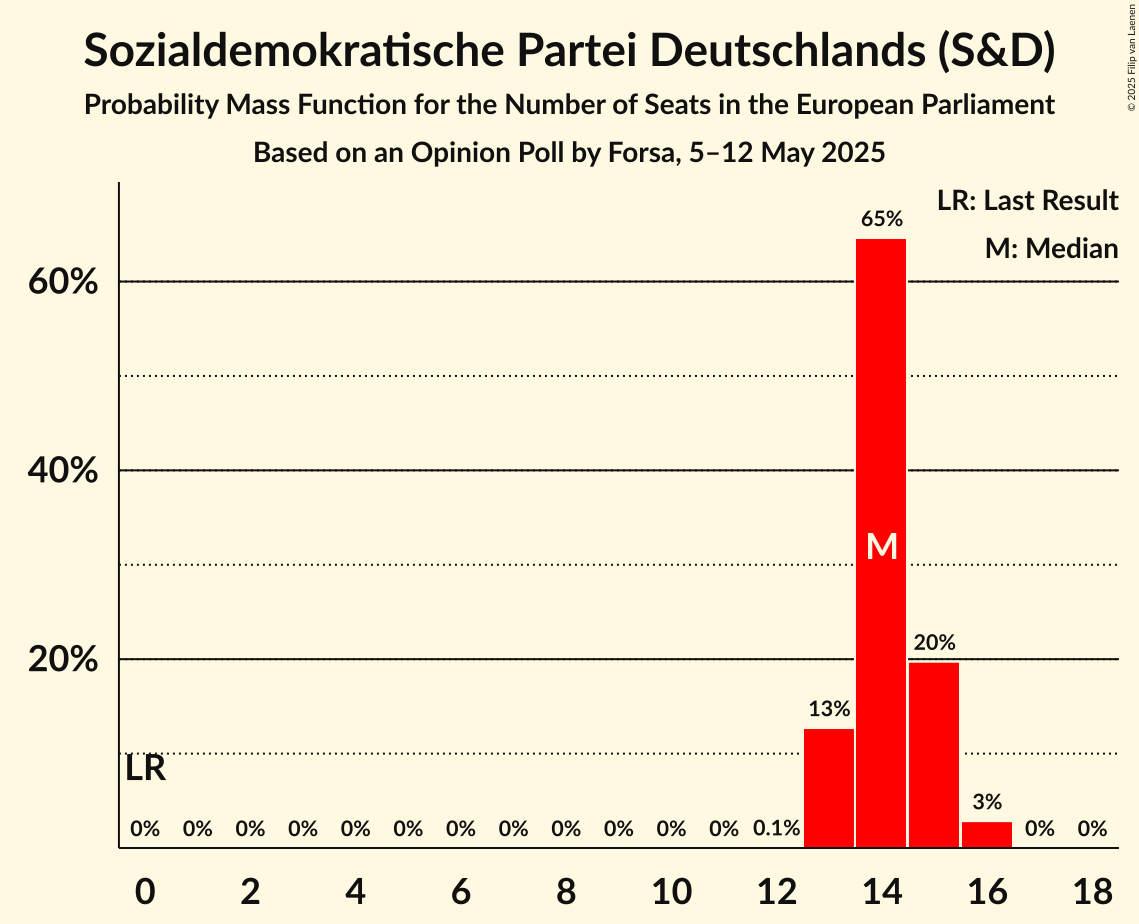 Sozialdemokratische Partei Deutschlands (S&D)
Probability Mass Function for the Number of Seats in the European Parliament
Based on an Opinion Poll by Forsa, 5–12 May 2025
© 2025 Filip van Laenen
LR: Last Result
M: Median
60%
40%
20%
65%
M
20%
13%
LR
3%
0% 0% 0% 0% 0% 0% 0% 0% 0% 0% 0% 0% 0.1% 0% 0%
0 2 4 6 8 10 12 14 16 18